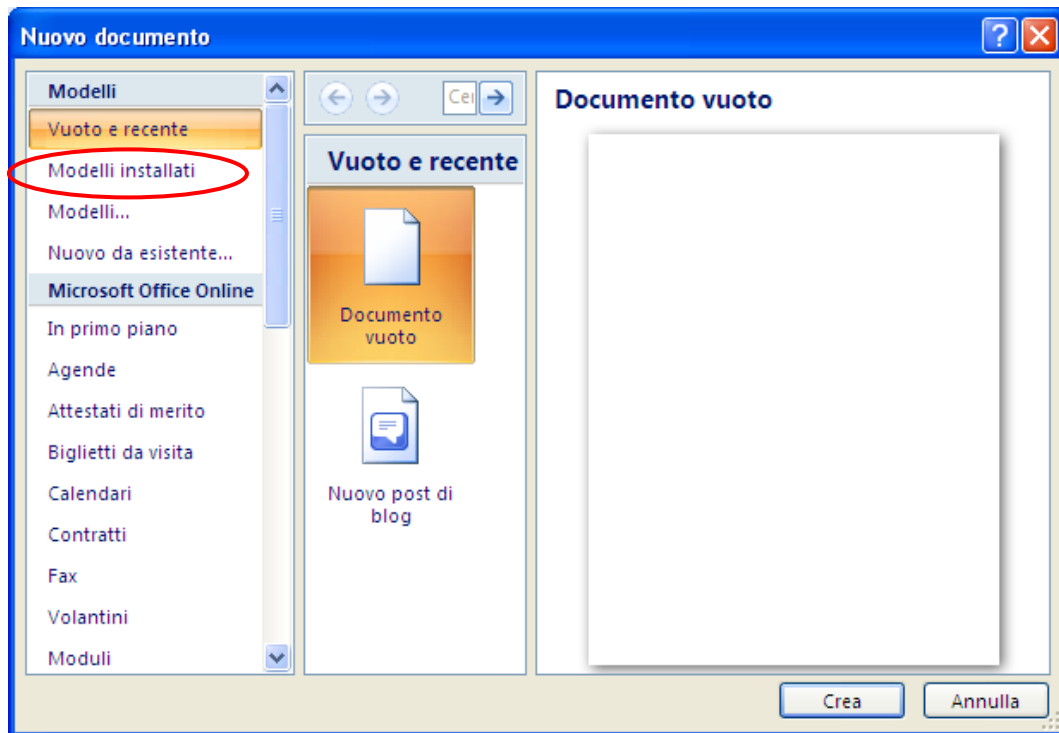 Nuovo documento
Modelli
Vuoto e recente
Modelli installati
Modelli...
Nuovo da esistente...
Microsoft Office Online
In primo piano
Agende
Attestati di merito
Biglietti da visita
Calendari
Contratti
Fax
Volantini
Moduli
Vuoto e recente
Documento
vuoto
Nuovo post di
blog
Documento vuoto
Crea
Annulla